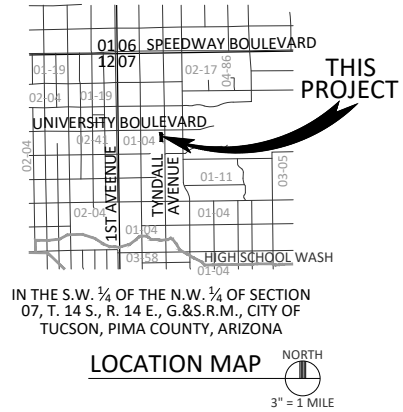 01 06 SPEEDWAY BOULEVARD
12 07
01-19
02-17
04-86
THIS
PROJECT
02-04
01-19
UNIVERSITY BOULEVARD
02-04
02-41
01-04
1ST AVEENUE
TYNDALL
AVENUE
01-11
03-05
02-04
01-04
01-04
03-58
HIGH SCHOOL WASH
01-04
IN THE S.W. ¼ OF THE N.W. ¼ OF SECTION
07, T. 14 S., R. 14 E., G.&S.R.M., CITY OF
TUCSON, PIMA COUNTY, ARIZONA
LOCATION MAP
NORTH
3" = 1 MILE